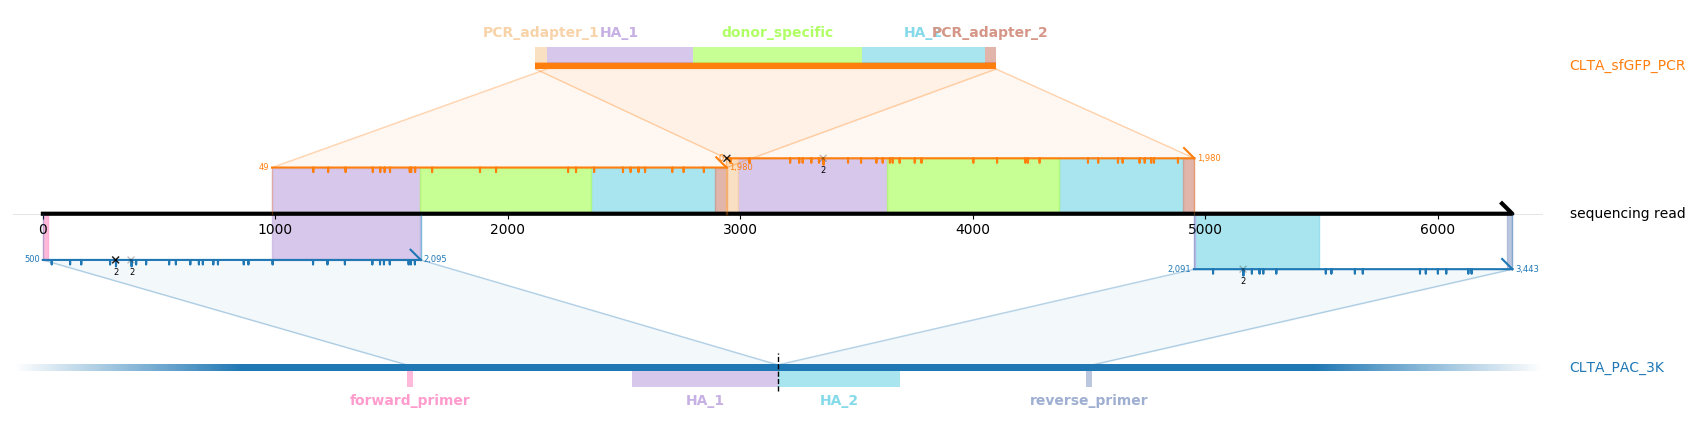 PCR_adapter_1 HA_1 donor_specific HA_2 PCR_adapter_2
CLTA_sfGFP_PCR
49 1,980 1,980
2
sequencing read
0 1000 2000 3000 4000 5000 6000
500 2,095 2,091 3,443
2 2 2
CLTA_PAC_3K
forward_primer HA_1 HA_2 reverse_primer